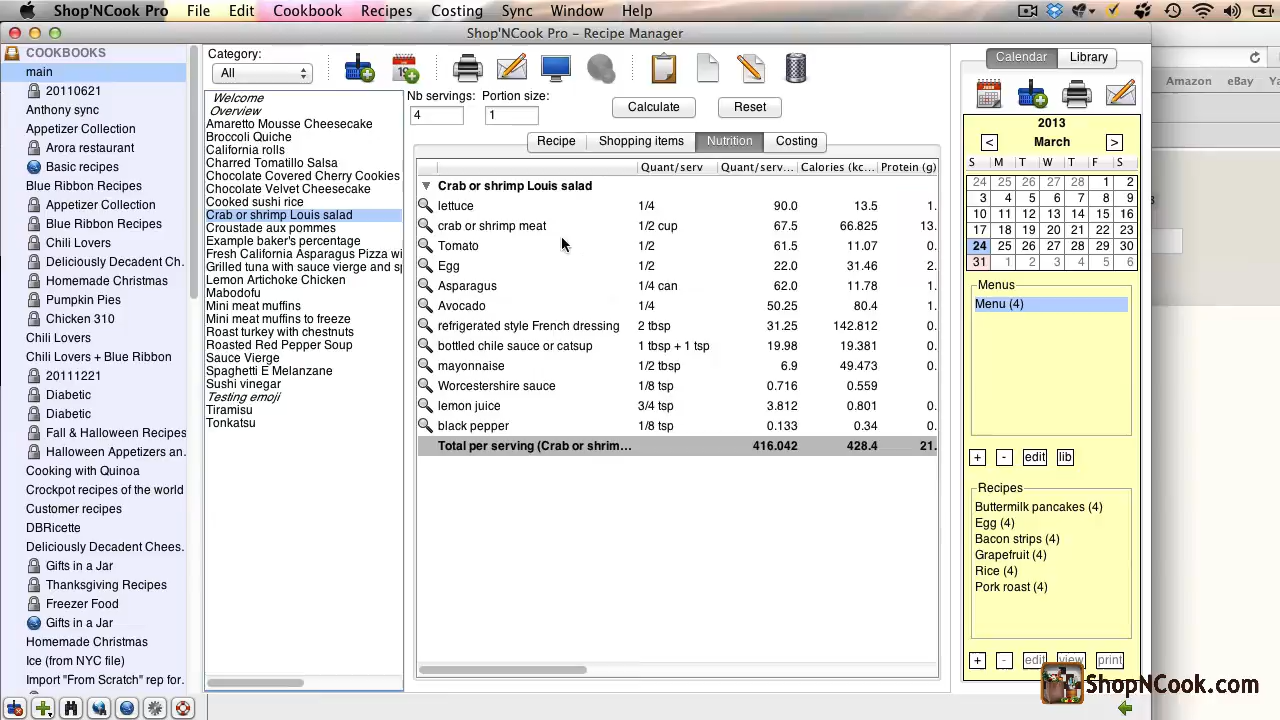 Shop'NCook Pro File Edit Cookbook Recipes Costing Sync Window Help
Shop'NCook Pro – Recipe Manager
COOKBOOKS
main
20110621
Anthony sync
Appetizer Collection
Arora restaurant
Basic recipes
Blue Ribbon Recipes
Appetizer Collection
Blue Ribbon Recipes
Chili Lovers
Deliciously Decadent Ch.
Homemade Christmas
Pumpkin Pies
Chicken 310
Chili Lovers
Chili Lovers + Blue Ribbon
20111221
Diabetic
Diabetic
Fall & Halloween Recipes
Halloween Appetizers an.
Cooking with Quinoa
Crockpot recipes of the world
Customer recipes
DBRicette
Deliciously Decadent Chees.
Gifts in a Jar
Thanksgiving Recipes
Freezer Food
Gifts in a Jar
Homemade Christmas
Ice (from NYC file)
Import "From Scratch" rep for.
Category:
All
Welcome
Overview
Amaretto Mousse Cheesecake
Broccoli Quiche
California rolls
Charred Tomatillo Salsa
Chocolate Covered Cherry Cookies
Chocolate Velvet Cheesecake
Cooked sushi rice
Crab or shrimp Louis salad
Croustade aux pommes
Example baker's percentage
Fresh California Asparagus Pizza wi
Grilled tuna with sauce vierge and sp
Lemon Artichoke Chicken
Mabodofu
Mini meat muffins
Mini meat muffins to freeze
Roast turkey with chestnuts
Roasted Red Pepper Soup
Sauce Vierge
Spaghetti E Melanzane
Sushi vinegar
Testing emoji
Tiramisu
Tonkatsu
19
Nb servings: Portion size:
4 1 Calculate Reset
Recipe Shopping items Nutrition Costing
Quant/serv Quant/serv... Calories (kc... Protein (g)
Crab or shrimp Louis salad
lettuce 1/4 90.0 13.5 1.
crab or shrimp meat 1/2 cup 67.5 66.825 13.
Tomato 1/2 61.5 11.07 0.
Egg 1/2 22.0 31.46 2.
Asparagus 1/4 can 62.0 11.78 1.
Avocado 1/4 50.25 80.4 1.
refrigerated style French dressing 2 tbsp 31.25 142.812 0.
bottled chile sauce or catsup 1 tbsp + 1 tsp 19.98 19.381 0.
mayonnaise 1/2 tbsp 6.9 49.473 0.
Worcestershire sauce 1/8 tsp 0.716 0.559
lemon juice 3/4 tsp 3.812 0.801 0.
black pepper 1/8 tsp 0.133 0.34 0.
Total per serving (Crab or shrim... 416.042 428.4 21.
Calendar Library
2013
< March >
S M T W T F S
24 25 26 27 28 1 2
3 4 5 6 7 8 9
10 11 12 13 14 15 16
17 18 19 20 21 22 23
24 25 26 27 28 29 30
31 1 2 3 4 5 6
Menus
Menu (4)
+ - edit lib
Recipes
Buttermilk pancakes (4)
Egg (4)
Bacon strips (4)
Grapefruit (4)
Rice (4)
Pork roast (4)
+ - edit view print
Amazon eBay Ya
ShopNCook.com